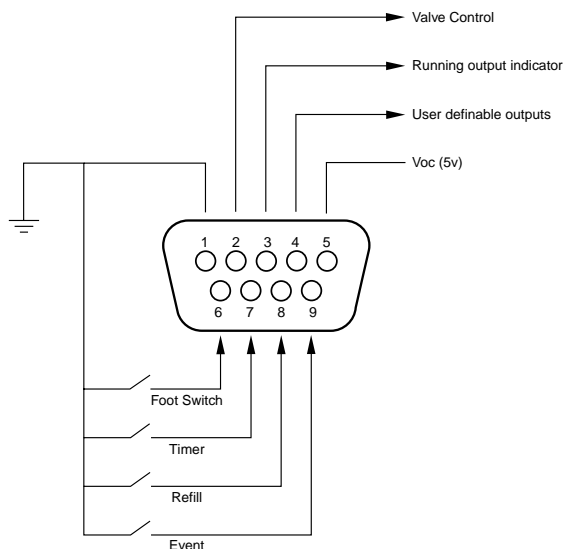 Valve Control
Running output indicator
User definable outputs
Voc (5v)
1 2 3 4 5
6 7 8 9
Foot Switch
Timer
Refill
Event